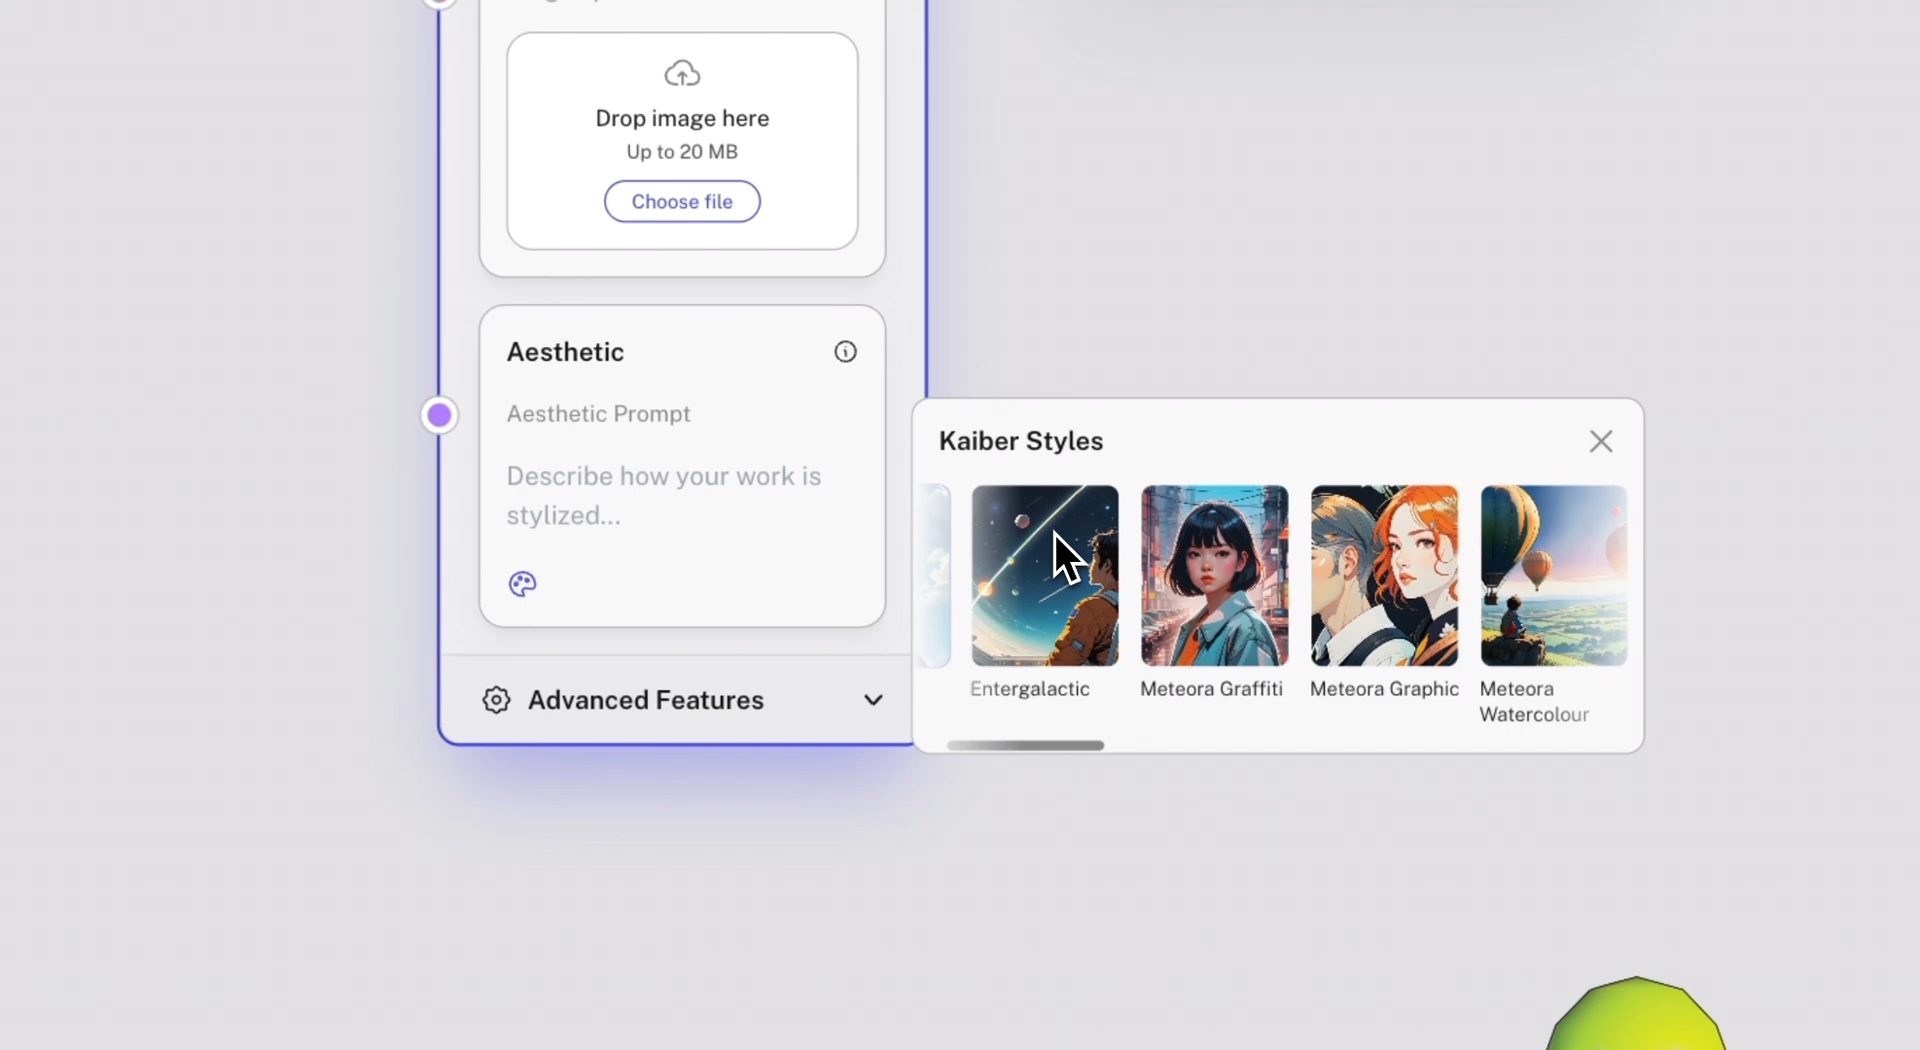 Drop image here
Up to 20 MB
Choose file
Aesthetic
Aesthetic Prompt
Describe how your work is
stylized...
Advanced Features
Kaiber Styles
Entergalactic
Meteora Graffiti
Meteora Graphic
Meteora
Watercolour